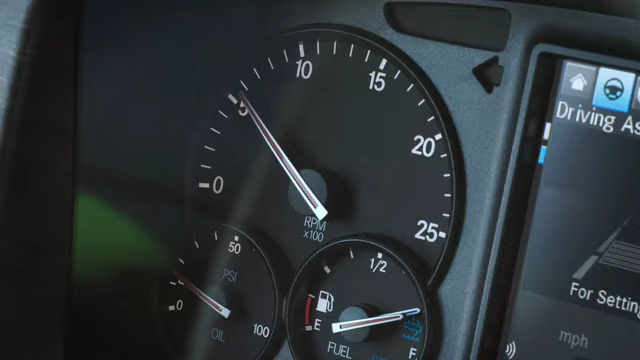 10
15
5
20
0
25
RPM
x100
50
PSI
0
100
OIL
1/2
E
F
FUEL
Driving As
For Setting
mph